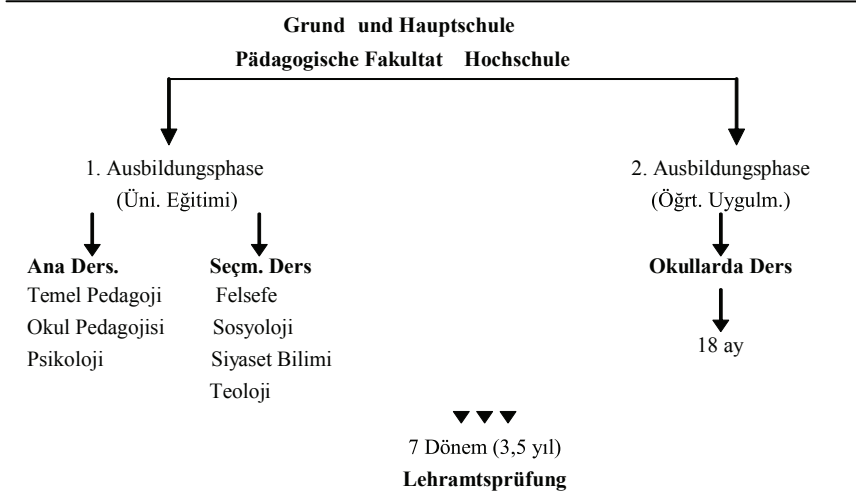 Grund und Hauptschule
Pädagogische Fakultat Hochschule
1. Ausbildungsphase
(Üni. Eğitimi)
2. Ausbildungsphase
(Öğrt. Uygulm.)
Ana Ders.
Temel Pedagoji
Okul Pedagojisi
Psikoloji
Seçm. Ders
Felsefe
Sosyoloji
Siyaset Bilimi
Teoloji
Okullarda Ders
18 ay
7 Dönem (3,5 yıl)
Lehramtsprüfung